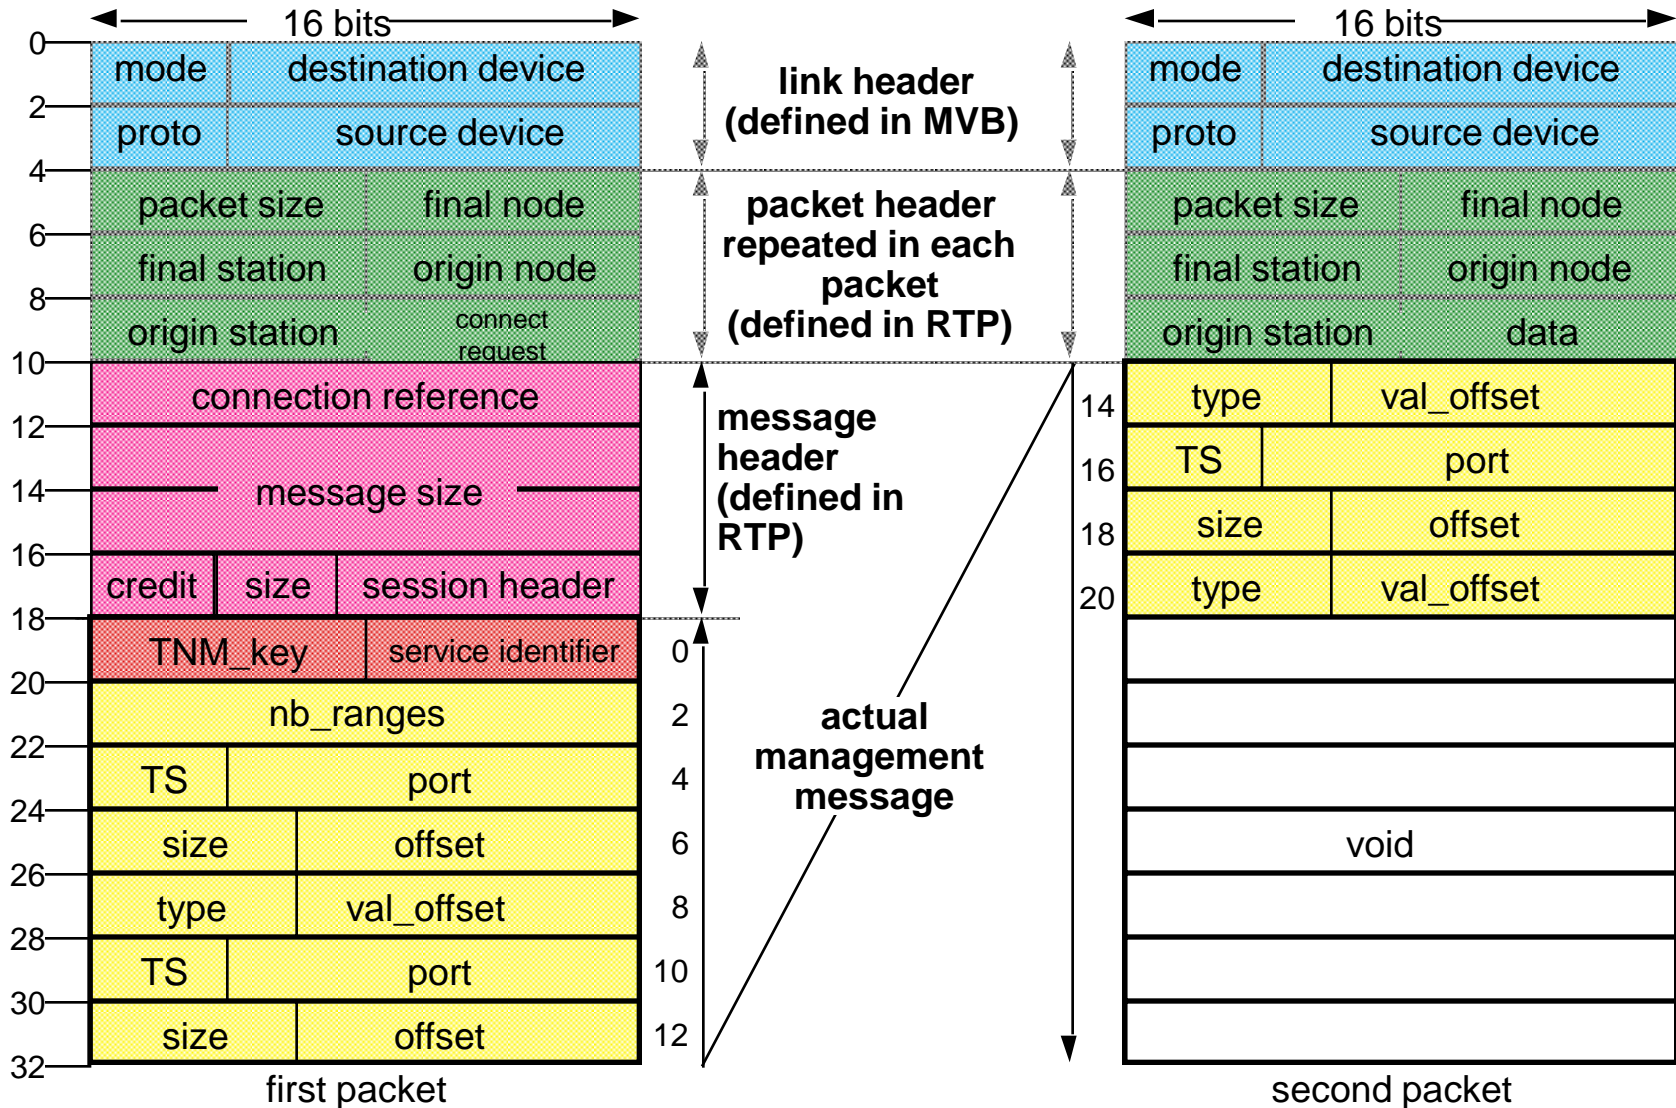 16 bits
16 bits
0
mode
destination device
link header
(defined in MVB)
mode
destination device
2
proto
source device
proto
source device
4
packet size
final node
packet header
repeated in each
packet
(defined in RTP)
packet size
final node
6
final station
origin node
final station
origin node
8
origin station
connect
request
origin station
data
10
connection reference
message
header
(defined in
RTP)
14
type
val_offset
12
message size
16
TS
port
14
18
size
offset
16
credit
size
session header
20
type
val_offset
18
TNM_key
service identifier
0
20
nb_ranges
2
actual
management
message
22
TS
port
4
24
size
offset
6
void
26
type
val_offset
8
28
TS
port
10
30
size
offset
12
32
first packet
second packet